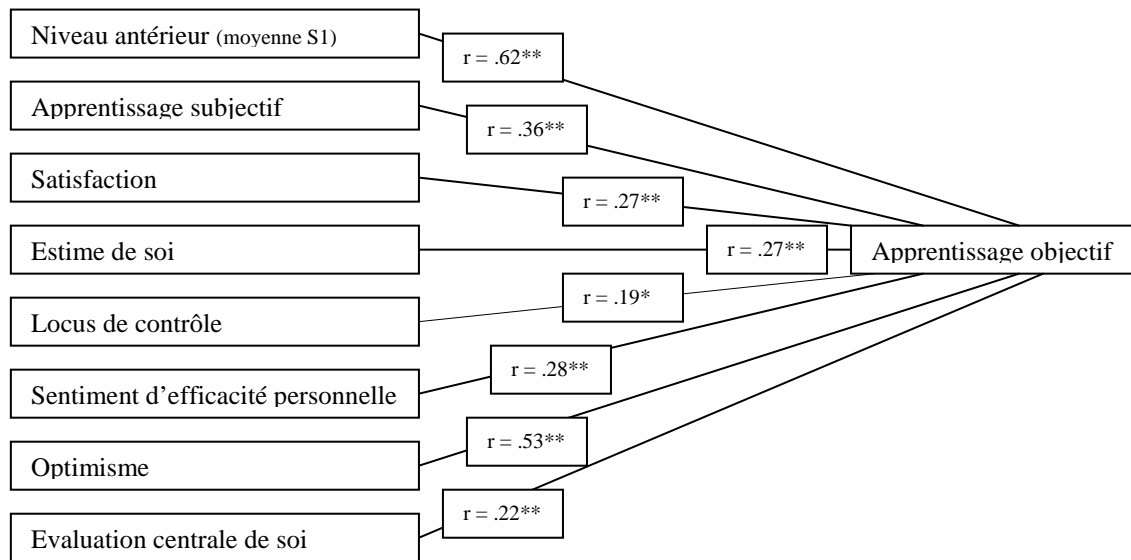 Niveau antérieur (moyenne S1)
r = .62**
Apprentissage subjectif
r = .36**
Satisfaction
r = .27**
Estime de soi
r = .27**
Apprentissage objectif
Locus de contrôle
r = .19*
Sentiment d’efficacité personnelle
r = .28**
Optimisme
r = .53**
Evaluation centrale de soi
r = .22**